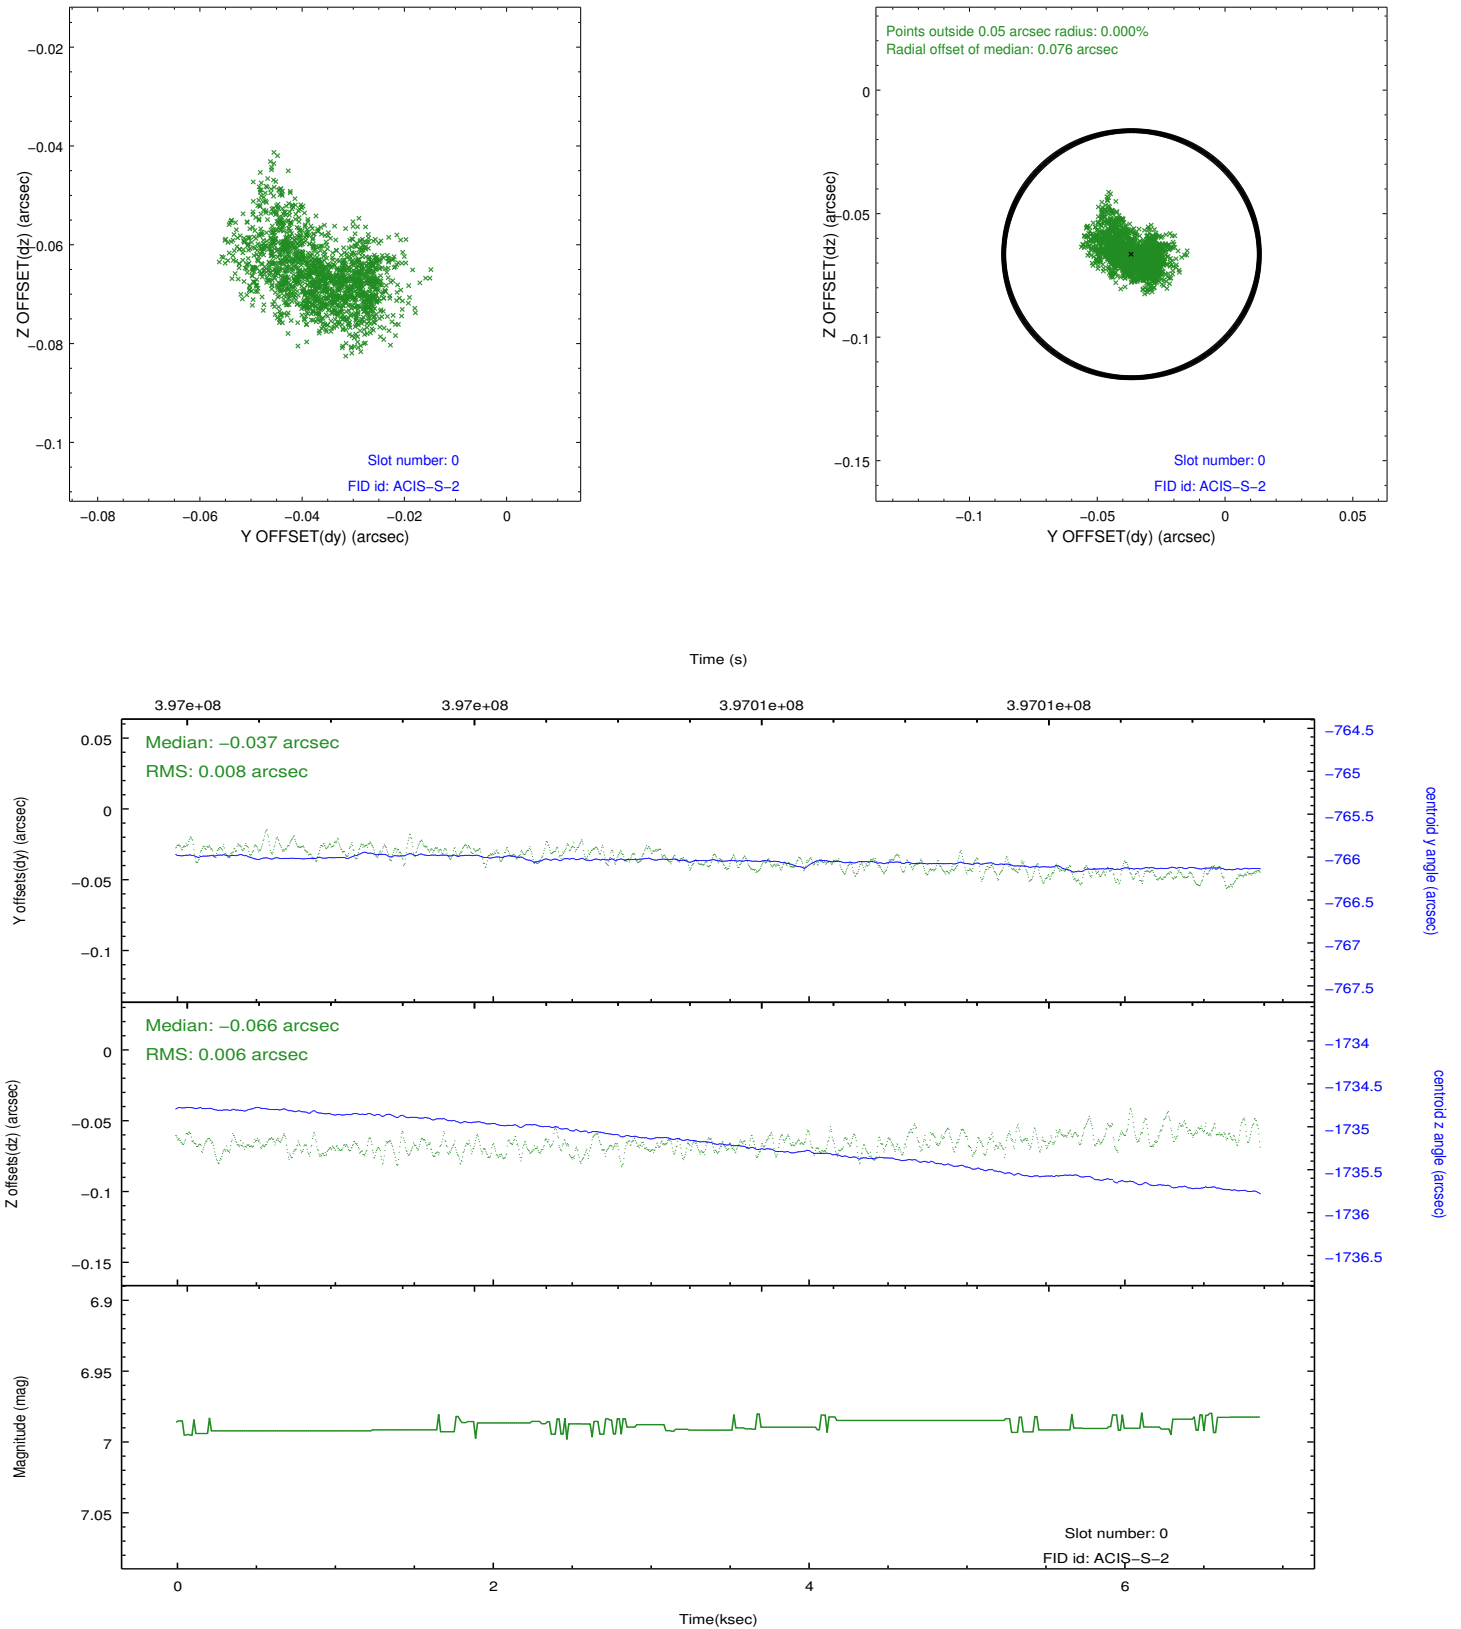 −0.02
−0.04
−0.06
−0.08
−0.1
Z OFFSET(dz) (arcsec)
Slot number: 0
FID id: ACIS−S−2
−0.08 −0.06 −0.04 −0.02 0
Y OFFSET(dy) (arcsec)
Points outside 0.05 arcsec radius: 0.000%
Radial offset of median: 0.076 arcsec
0
−0.05
−0.1
−0.15
Z OFFSET(dz) (arcsec)
Slot number: 0
FID id: ACIS−S−2
−0.1 −0.05 0 0.05
Y OFFSET(dy) (arcsec)
Time (s)
3.97e+08 3.97e+08 3.9701e+08 3.9701e+08
Median: −0.037 arcsec
RMS: 0.008 arcsec
0.05
0
−0.05
−0.1
Y offsets(dy) (arcsec)
−764.5
−765
−765.5
−766
−766.5
−767
−767.5
centroid y angle (arcsec)
Median: −0.066 arcsec
RMS: 0.006 arcsec
0
−0.05
−0.1
−0.15
Z offsets(dz) (arcsec)
−1734
−1734.5
−1735
−1735.5
−1736
−1736.5
centroid z angle (arcsec)
6.9
6.95
7
7.05
Magnitude (mag)
Slot number: 0
FID id: ACIS−S−2
0 2 4 6
Time(ksec)